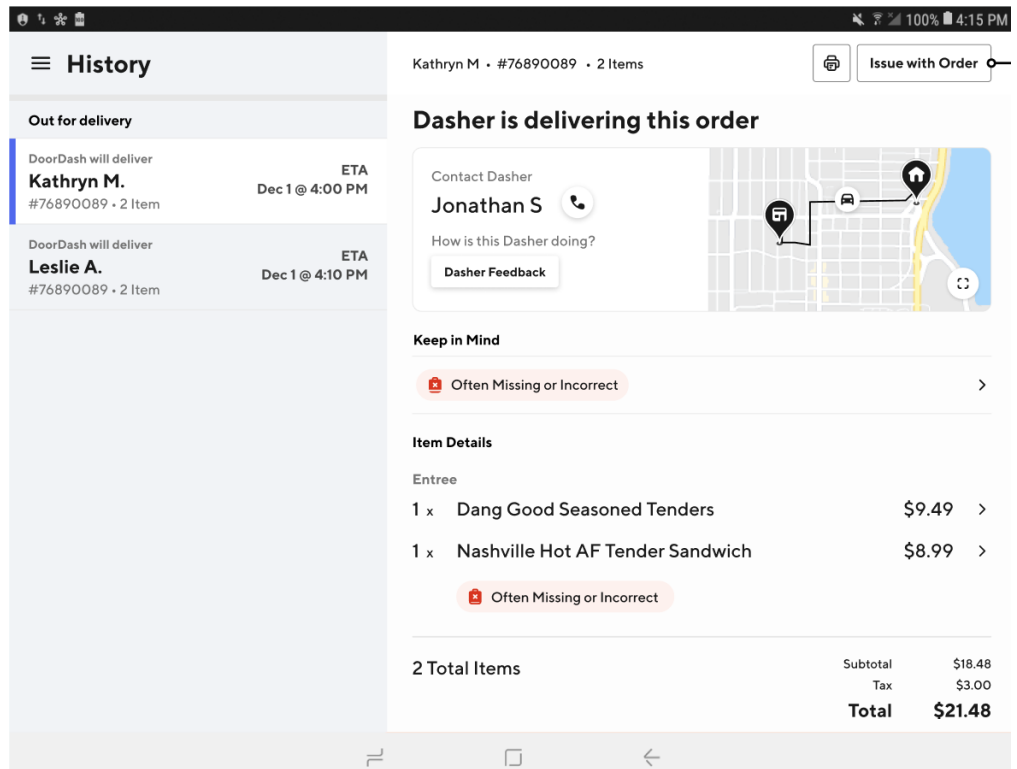 100% 4:15 PM
History
Out for delivery
DoorDash will deliver
Kathryn M.
#76890089 • 2 Item
ETA
Dec 1 @ 4:00 PM
DoorDash will deliver
Leslie A.
#76890089 • 2 Item
ETA
Dec 1 @ 4:10 PM
Kathryn M • #76890089 • 2 Items
Issue with Order
Dasher is delivering this order
Contact Dasher
Jonathan S
How is this Dasher doing?
Dasher Feedback
Keep in Mind
Often Missing or Incorrect
Item Details
Entree
1 x Dang Good Seasoned Tenders $9.49
1 x Nashville Hot AF Tender Sandwich $8.99
Often Missing or Incorrect
2 Total Items
Subtotal $18.48
Tax $3.00
Total $21.48